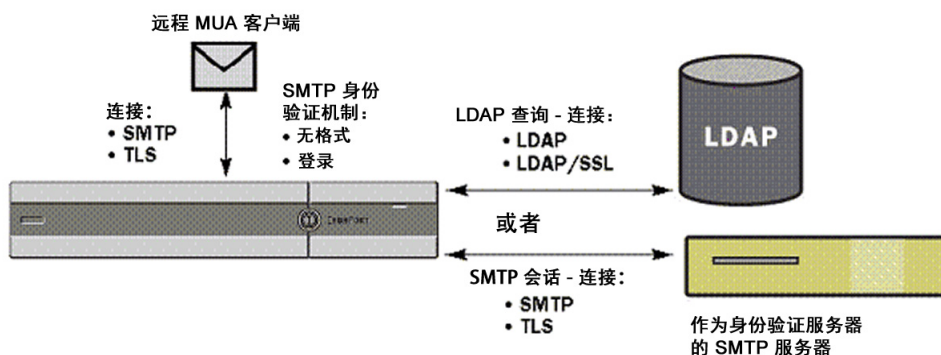 远程 MUA 客户端
连接：
• SMTP
• TLS
SMTP 身份
验证机制：
• 无格式
• 登录
LDAP 查询 - 连接：
• LDAP
• LDAP/SSL
LDAP
或者
SMTP 会话 - 连接：
• SMTP
• TLS
作为身份验证服务器
的 SMTP 服务器